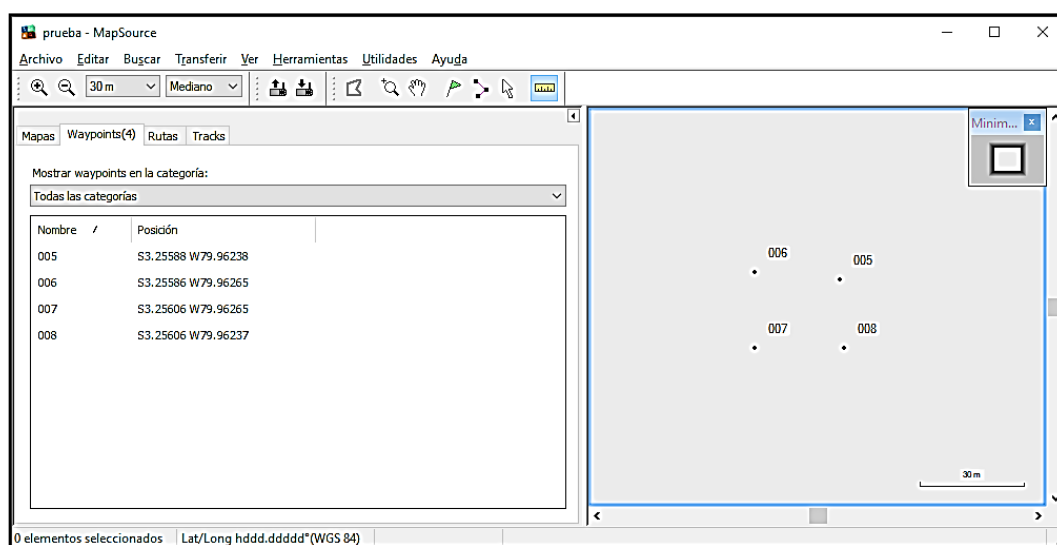 prueba - MapSource
Archivo Editar Buscar Transferir Ver Herramientas Utilidades Ayuda
30 m Mediano
Mapas Waypoints(4) Rutas Tracks
Mostrar waypoints en la categoría:
Todas las categorías
Nombre Posición
005 S3.25588 W79.96238
006 S3.25586 W79.96265
007 S3.25606 W79.96265
008 S3.25606 W79.96237
Minim...
006
005
007
008
30 m
0 elementos seleccionados Lat/Long hddd.ddddd°(WGS 84)